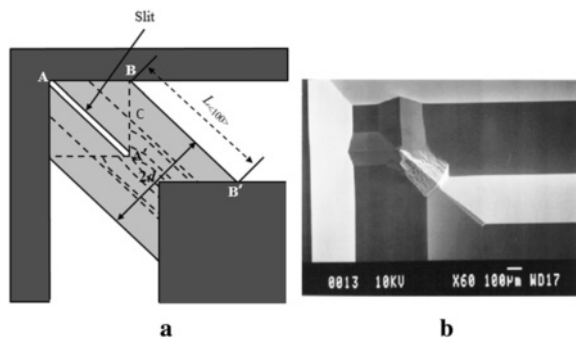 Slit
A
B
L<100>
C
A'
2d
B'
a
0013 10KV X60 100μm WD17
b